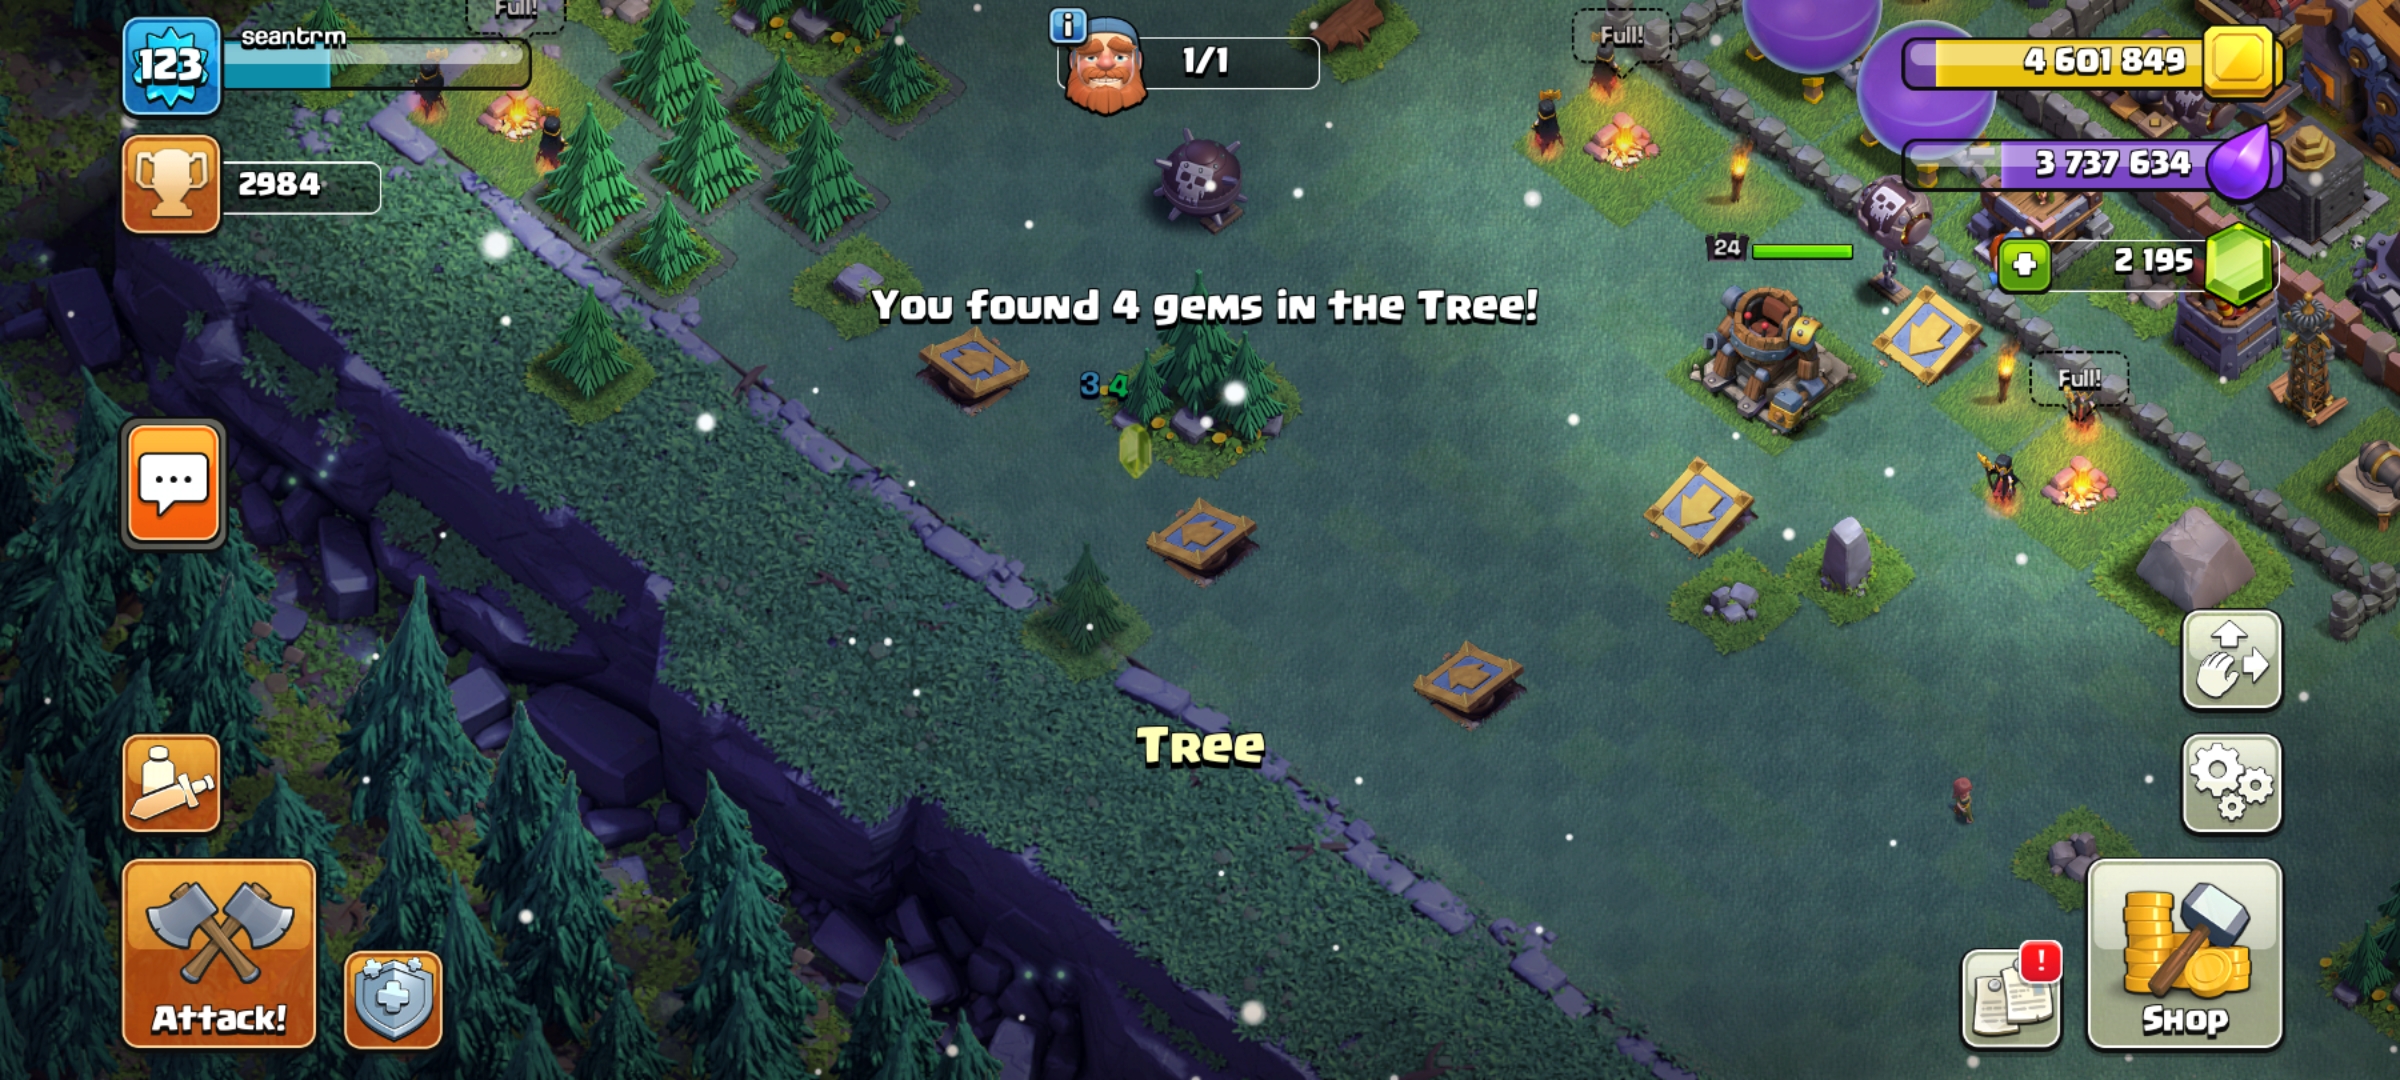 Full!
seantrm
123
1/1
Full!
4 601 849
2984
3 737 634
24
2 195
You found 4 gems in the Tree!
3 4
Full!
Tree
!
Attack!
Shop